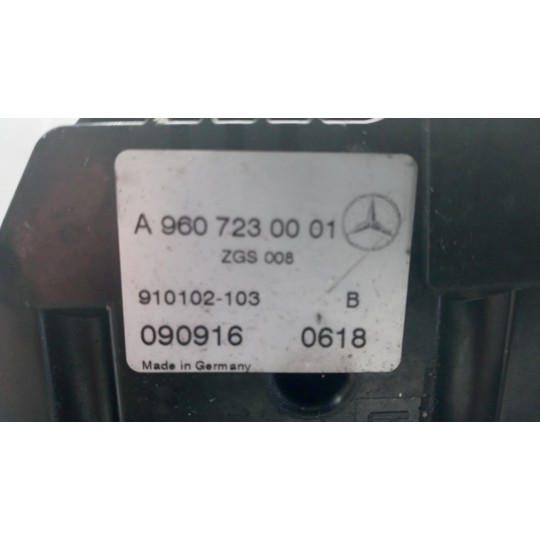 A 960 723 00 01
ZGS 008
910102-103 B
090916 0618
Made in Germany